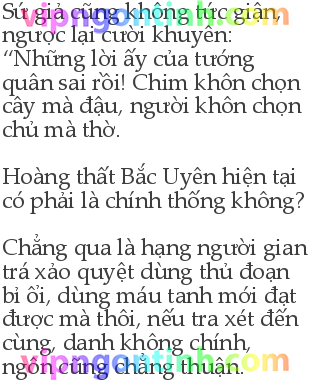 Sứ giả cũng không tức giận,
ngược lại cười khuyên:
“Những lời ấy của tướng
quân sai rồi! Chim khôn chọn
cây mà đậu, người khôn chọn
chủ mà thờ.
Hoàng thất Bắc Uyên hiện tại
có phải là chính thống không?
Chẳng qua là hạng người gian
trá xảo quyệt dùng thủ đoạn
bỉ ổi, dùng máu tanh mới đạt
được mà thôi, nếu tra xét đến
cùng, danh không chính,
ngôn cũng chẳng thuận.
vipngontinh.com
vipngontinh.com